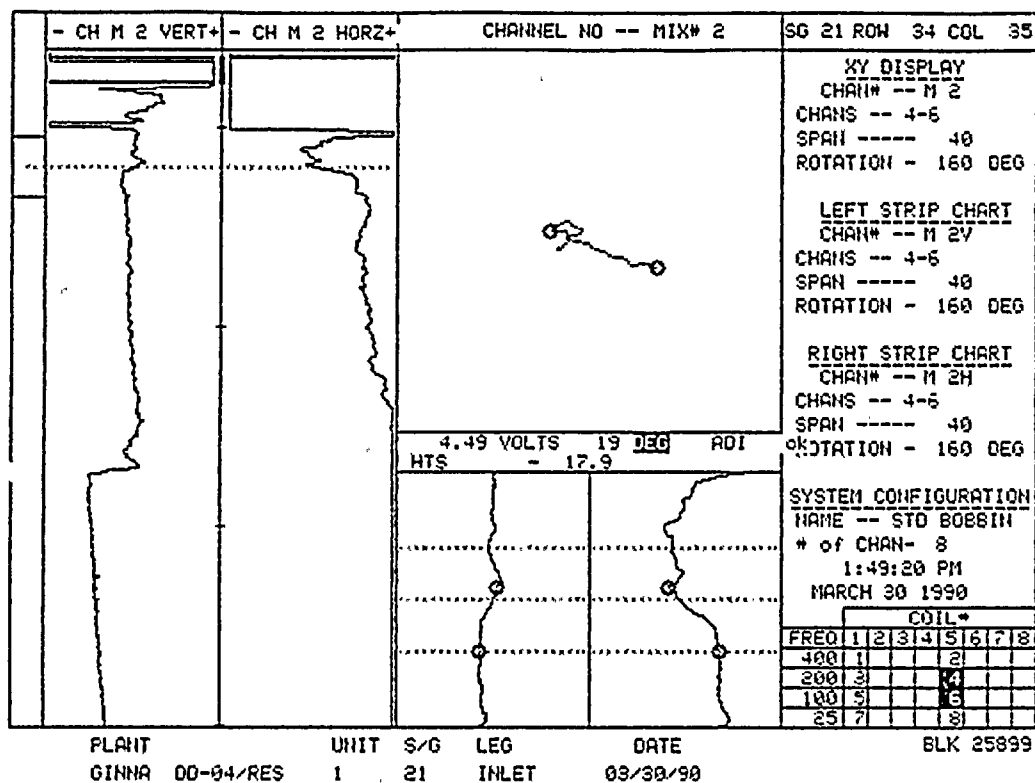 - CH M 2 VERT+
- CH M 2 HORZ+
CHANNEL NO -- MIX# 2
SG 21 ROW 34 COL 35
XY DISPLAY
CHAN# -- M 2
CHANS -- 4-6
SPAN ----- 40
ROTATION - 160 DEG
LEFT STRIP CHART
CHAN# -- M 2V
CHANS -- 4-6
SPAN ----- 40
ROTATION - 160 DEG
RIGHT STRIP CHART
CHAN# -- M 2H
CHANS -- 4-6
SPAN ----- 40
ROTATION - 160 DEG
4.49 VOLTS 19 DEG ADI ok
HTS - 17.9
SYSTEM CONFIGURATION
NAME -- STD BOBBIN
# of CHAN- 8
1:49:20 PM
MARCH 30 1990
COIL#
FREQ 1 2 3 4 5 6 7 8
400 1 2
200 3 4
100 5 6
25 7 8
PLANT UNIT S/G LEG DATE BLK 25899
GINNA DD-04/RES 1 21 INLET 03/30/90